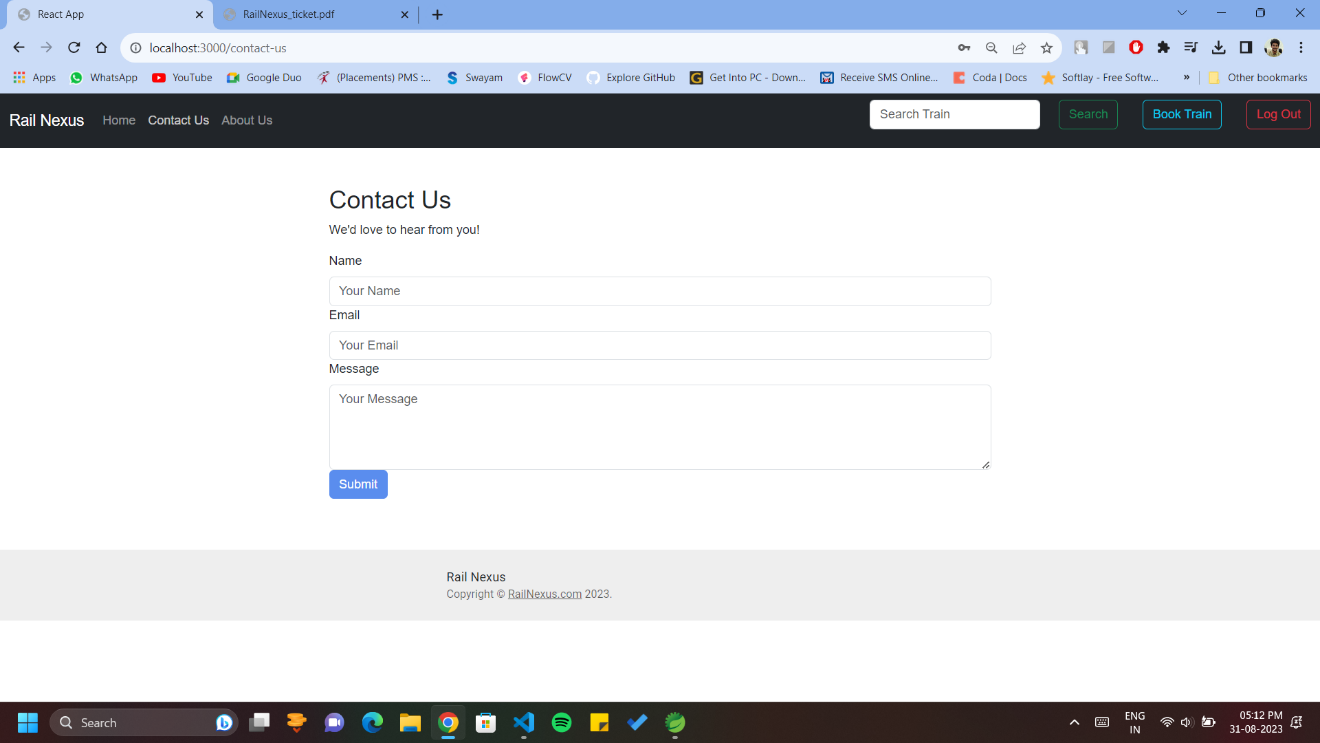 React App
RailNexus_ticket.pdf
localhost:3000/contact-us
Apps WhatsApp YouTube Google Duo (Placements) PMS :... Swayam FlowCV Explore GitHub Get Into PC - Down... Receive SMS Online... Coda | Docs Softlay - Free Softw... » Other bookmarks
Rail Nexus Home Contact Us About Us Search Train Search Book Train Log Out
Contact Us
We'd love to hear from you!
Name
Your Name
Email
Your Email
Message
Your Message
Submit
Rail Nexus
Copyright © RailNexus.com 2023.
Search
ENG
IN
05:12 PM
31-08-2023